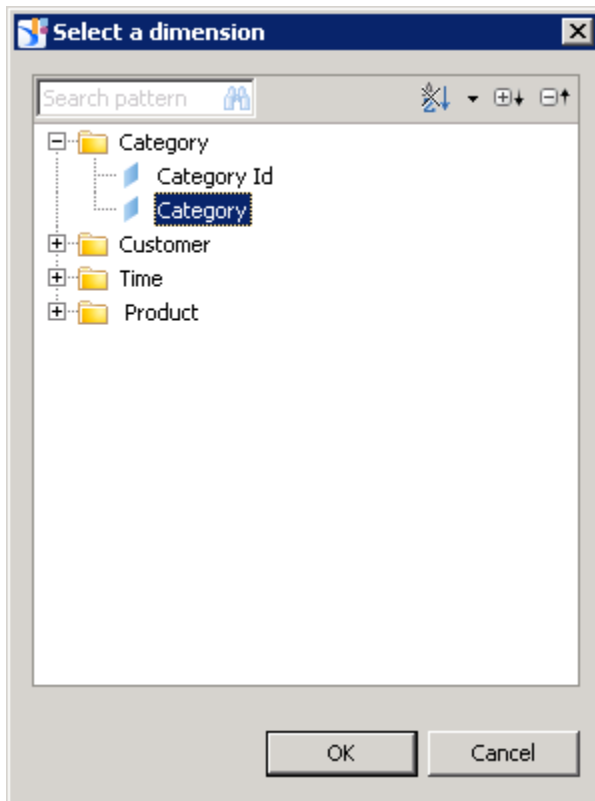 Select a dimension
Search pattern
Category
Category Id
Category
Customer
Time
Product
OK Cancel